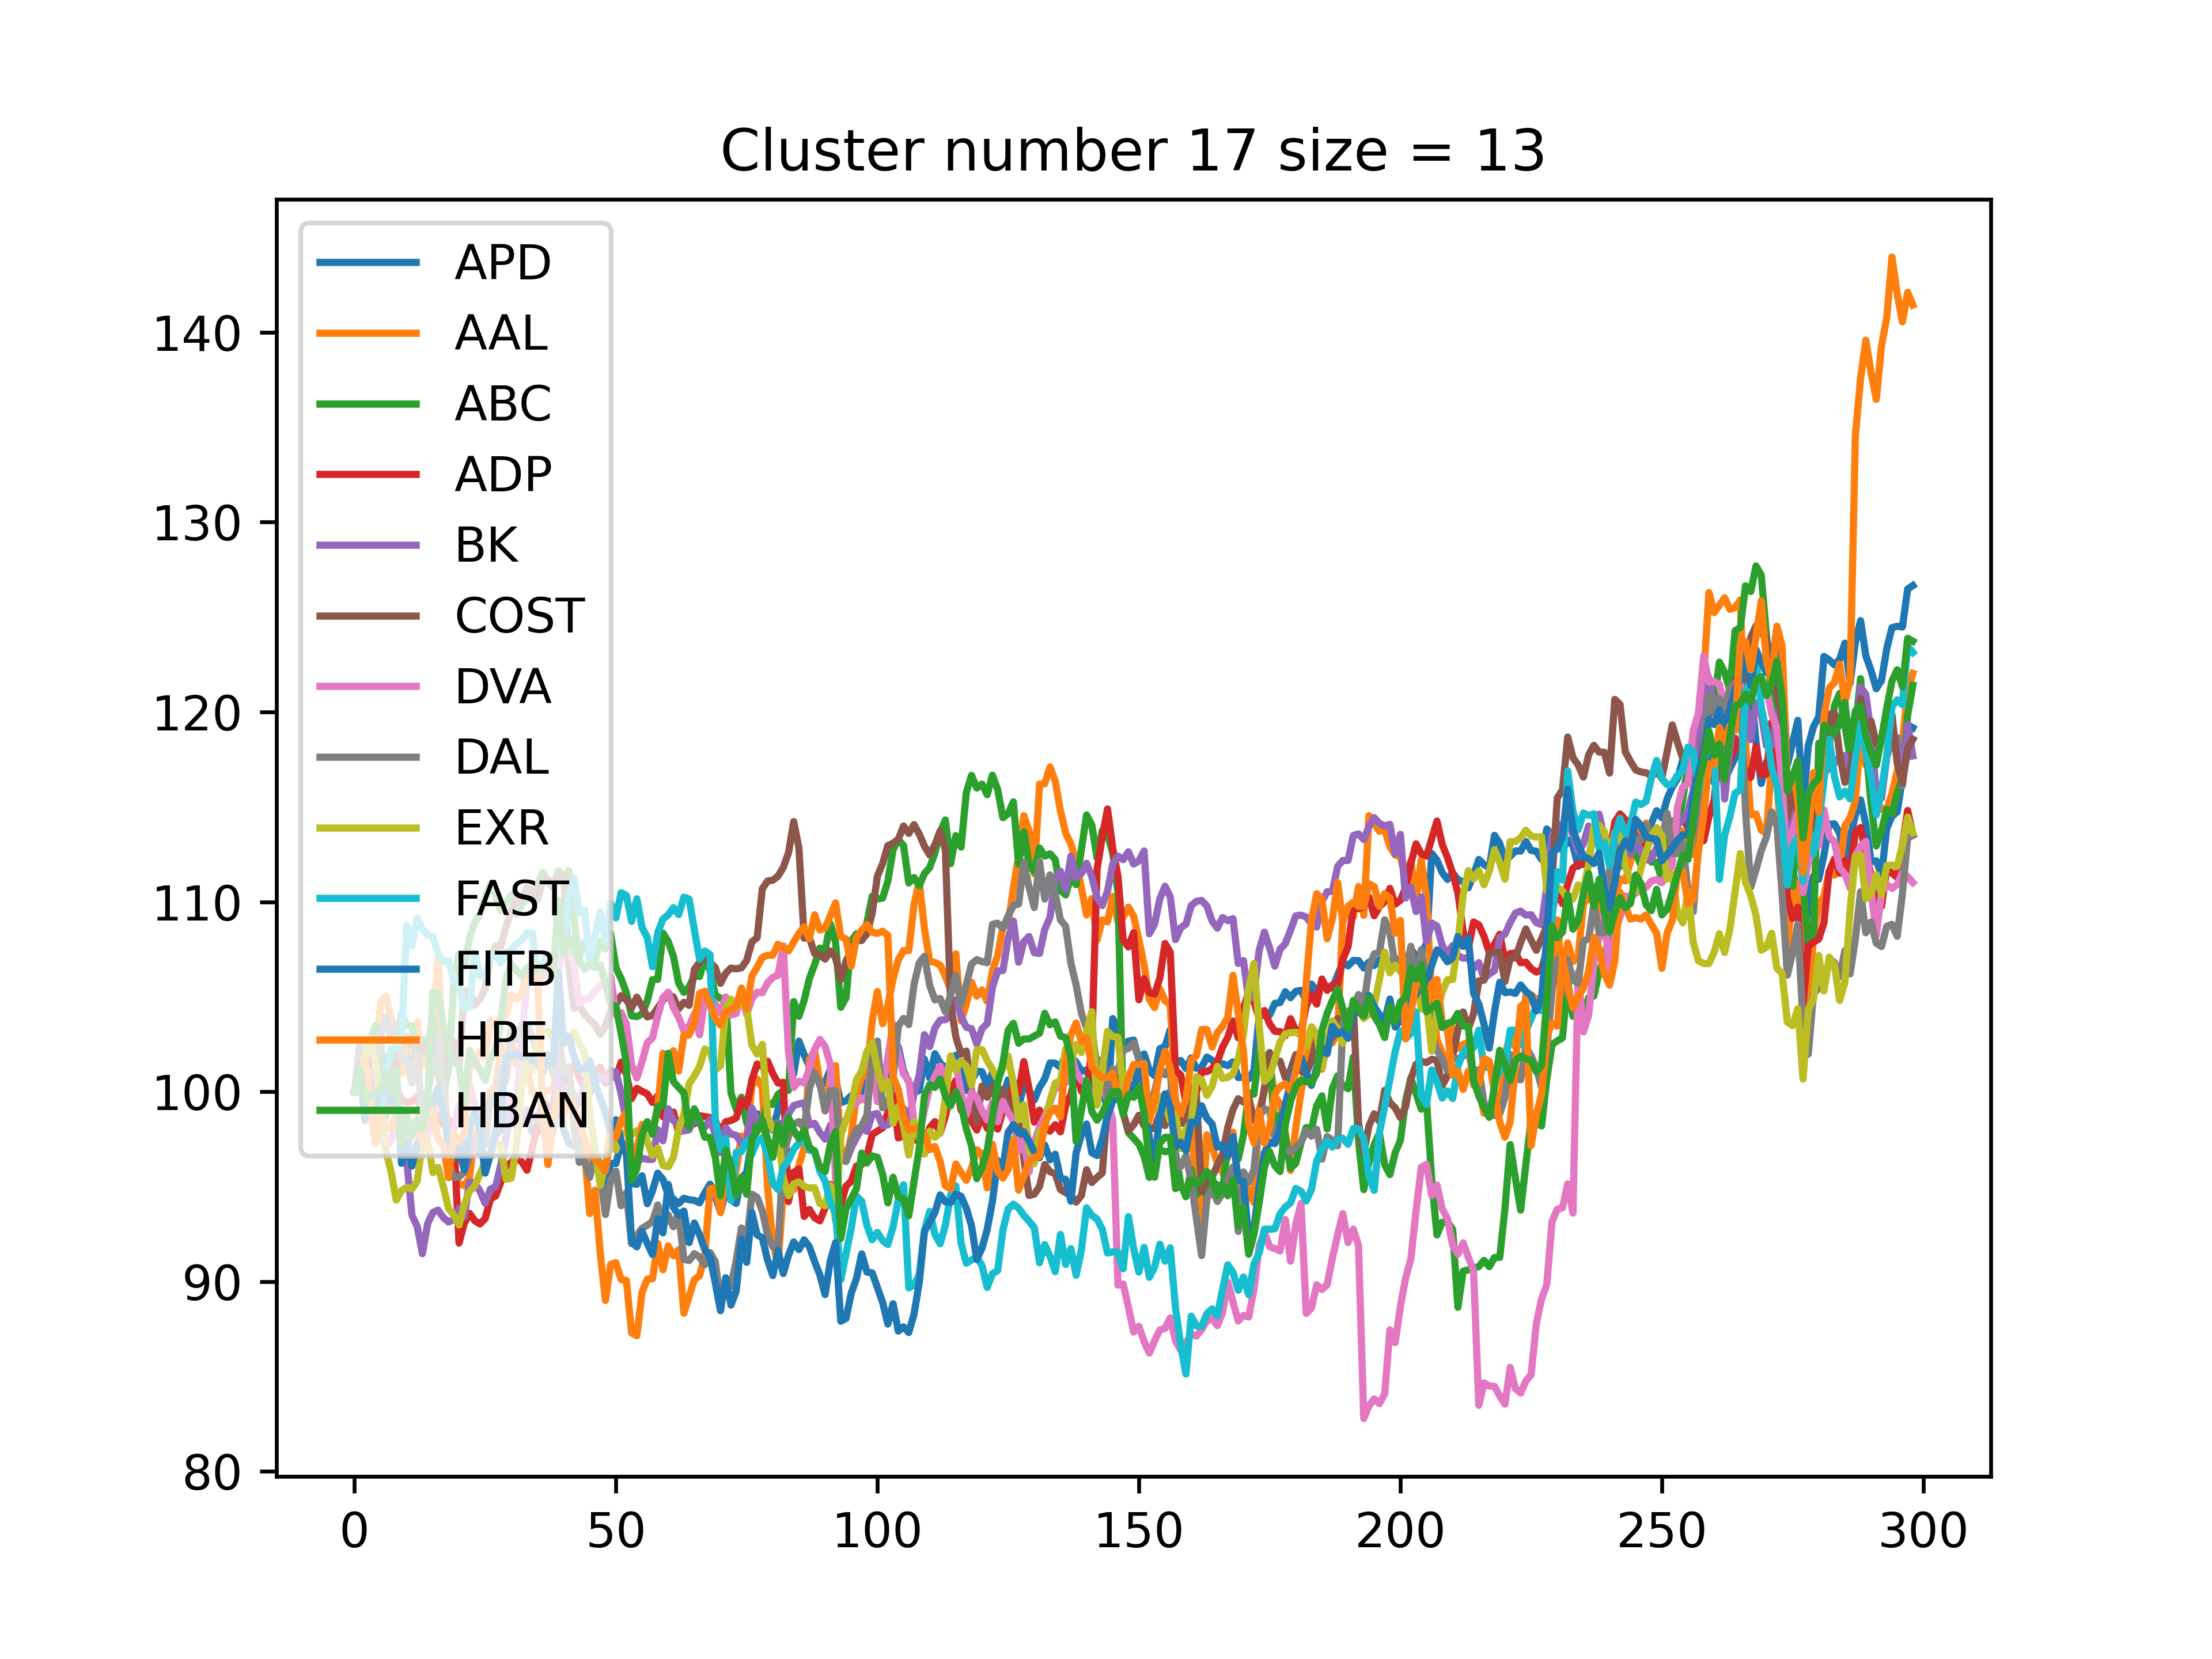 Cluster number 17 size = 13
APD
AAL
ABC
ADP
BK
COST
DVA
DAL
EXR
FAST
FITB
HPE
HBAN
140
130
120
110
100
90
80
0 50 100 150 200 250 300